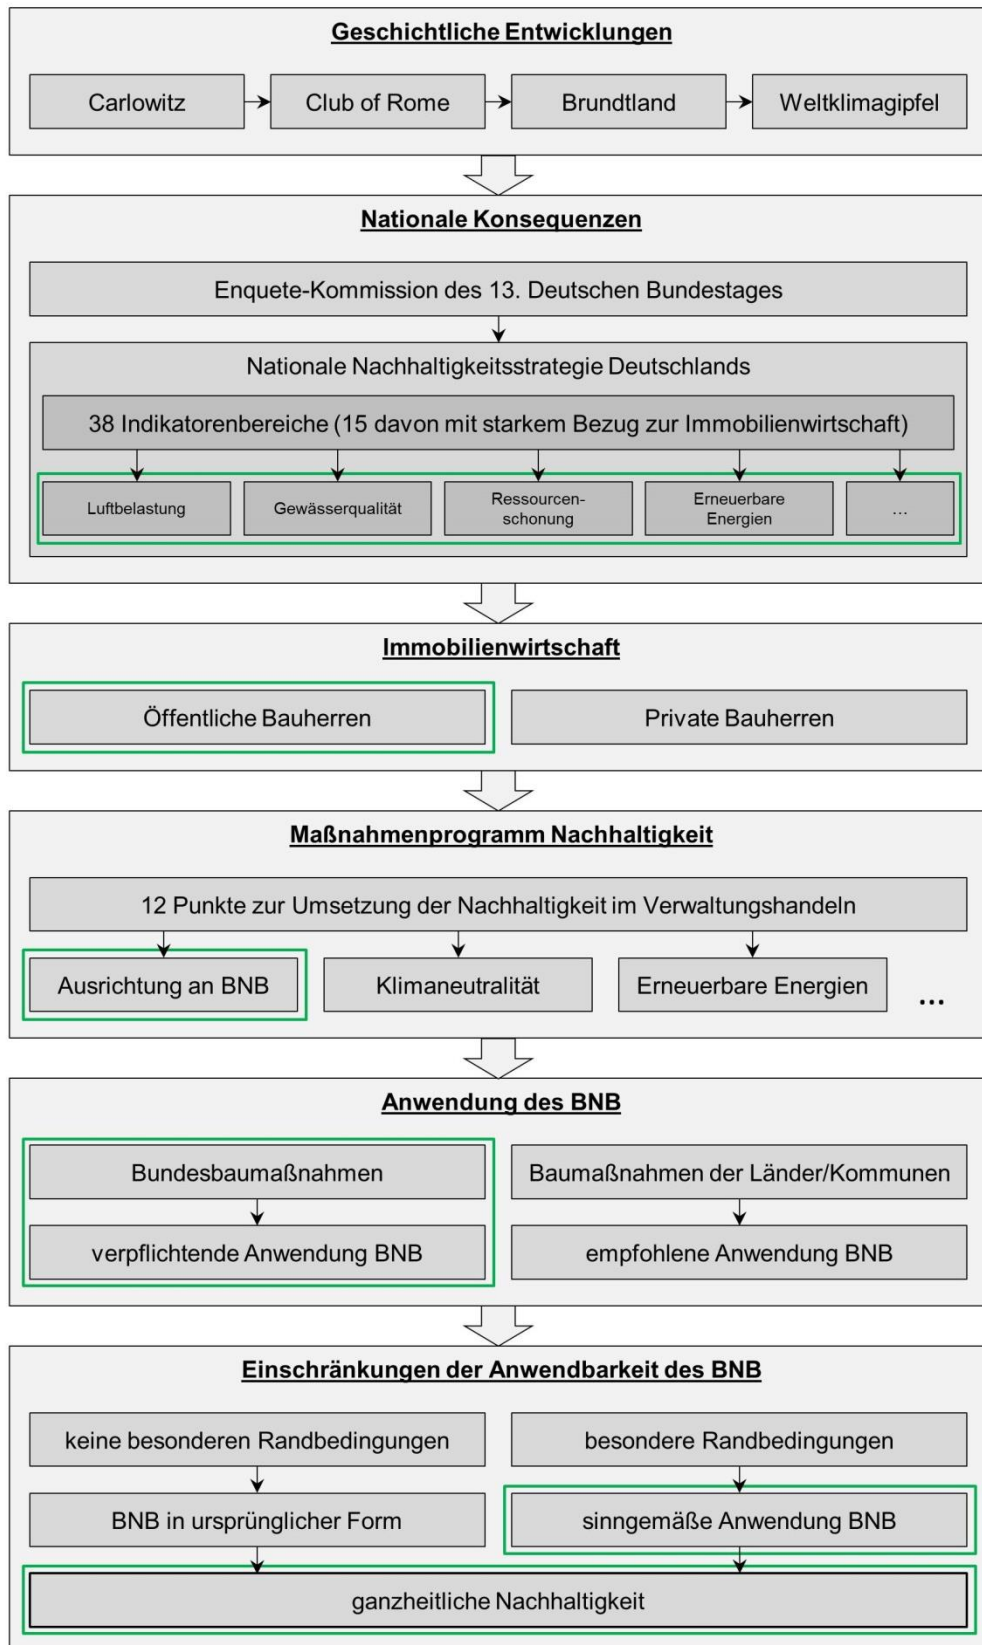 Geschichtliche Entwicklungen
Carlowitz
Club of Rome
Brundtland
Weltklimagipfel
Nationale Konsequenzen
Enquete-Kommission des 13. Deutschen Bundestages
Nationale Nachhaltigkeitsstrategie Deutschlands
38 Indikatorenbereiche (15 davon mit starkem Bezug zur Immobilienwirtschaft)
Luftbelastung
Gewässerqualität
Ressourcen-
schonung
Erneuerbare
Energien
...
Immobilienwirtschaft
Öffentliche Bauherren
Private Bauherren
Maßnahmenprogramm Nachhaltigkeit
12 Punkte zur Umsetzung der Nachhaltigkeit im Verwaltungshandeln
Ausrichtung an BNB
Klimaneutralität
Erneuerbare Energien
...
Anwendung des BNB
Bundesbaumaßnahmen
verpflichtende Anwendung BNB
Baumaßnahmen der Länder/Kommunen
empfohlene Anwendung BNB
Einschränkungen der Anwendbarkeit des BNB
keine besonderen Randbedingungen
BNB in ursprünglicher Form
besondere Randbedingungen
sinngemäße Anwendung BNB
ganzheitliche Nachhaltigkeit